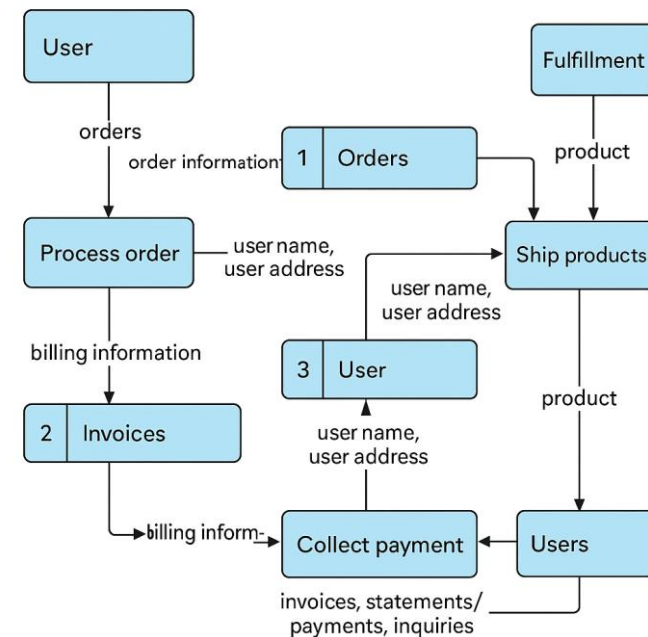 User
Fulfillment
orders
order information
1 Orders
product
Process order
user name,
user address
Ship products
user name,
user address
billing information
3 User
product
2 Invoices
user name,
user address
billing inform-
Collect payment
Users
invoices, statements/
payments, inquiries